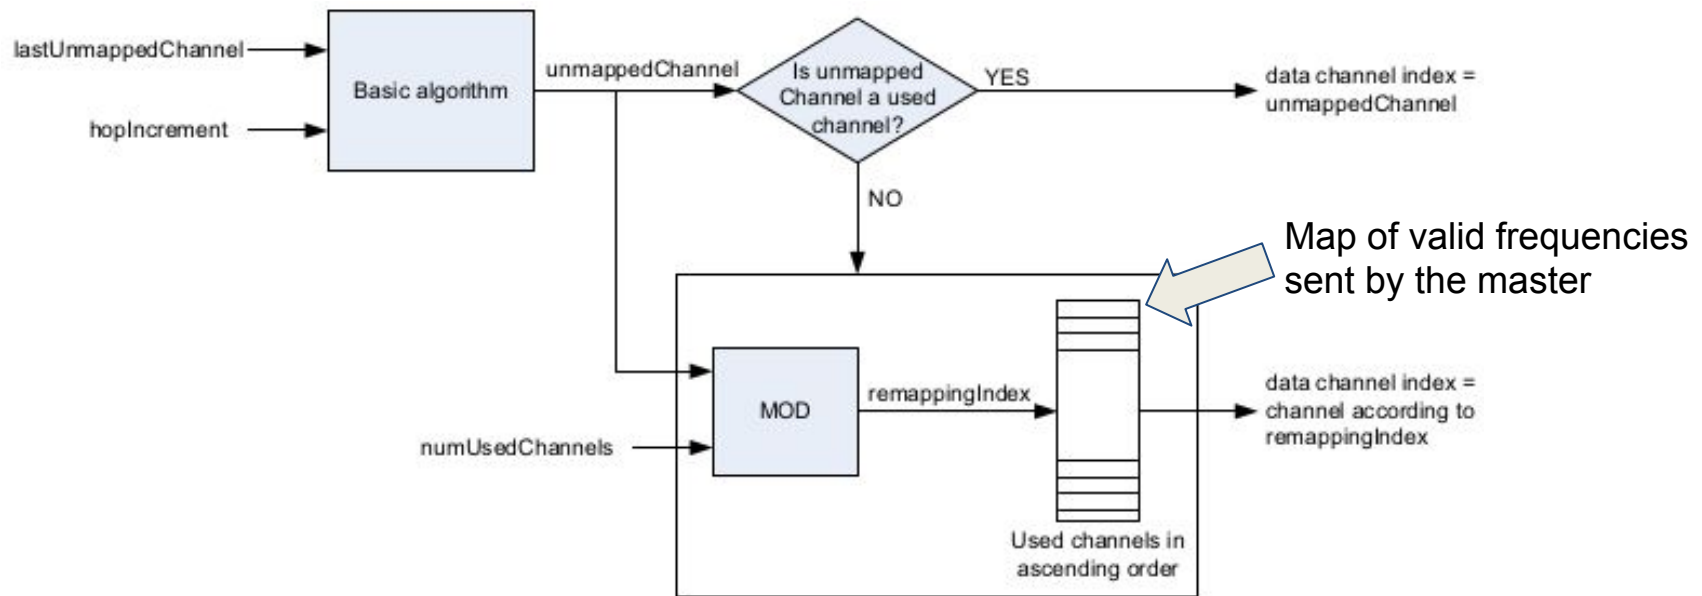 lastUnmappedChannel
hopIncrement
Basic algorithm
unmappedChannel
Is unmapped
Channel a used
channel?
YES
data channel index =
unmappedChannel
NO
Map of valid frequencies
sent by the master
MOD
remappingIndex
numUsedChannels
data channel index =
channel according to
remappingIndex
Used channels in
ascending order